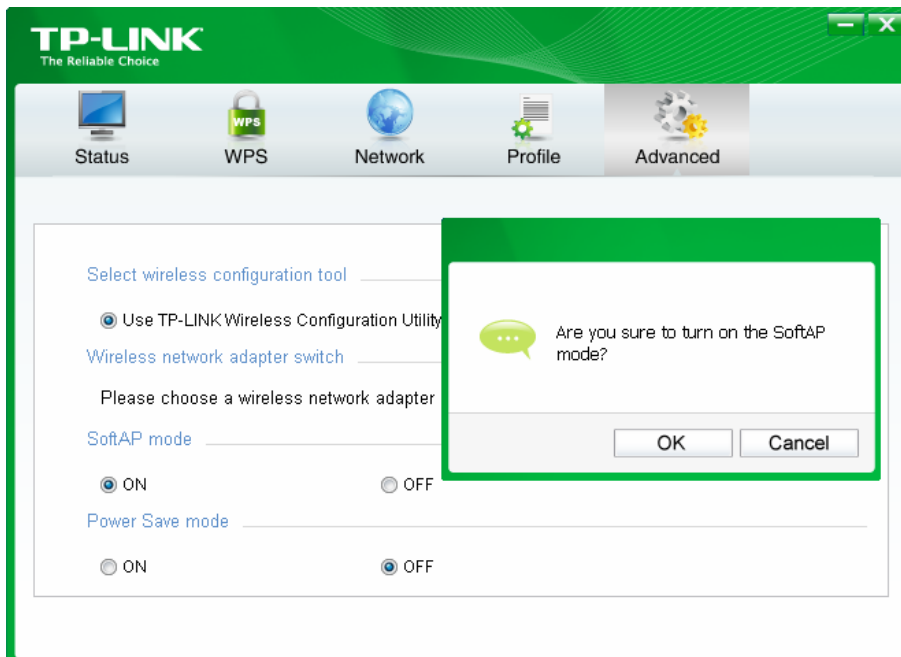 TP-LINK
The Reliable Choice
Status
WPS
WPS
Network
Profile
Advanced
Select wireless configuration tool
Use TP-LINK Wireless Configuration Utility
Wireless network adapter switch
Please choose a wireless network adapter
SoftAP mode
ON
OFF
Power Save mode
ON
OFF
Are you sure to turn on the SoftAP
mode?
OK
Cancel